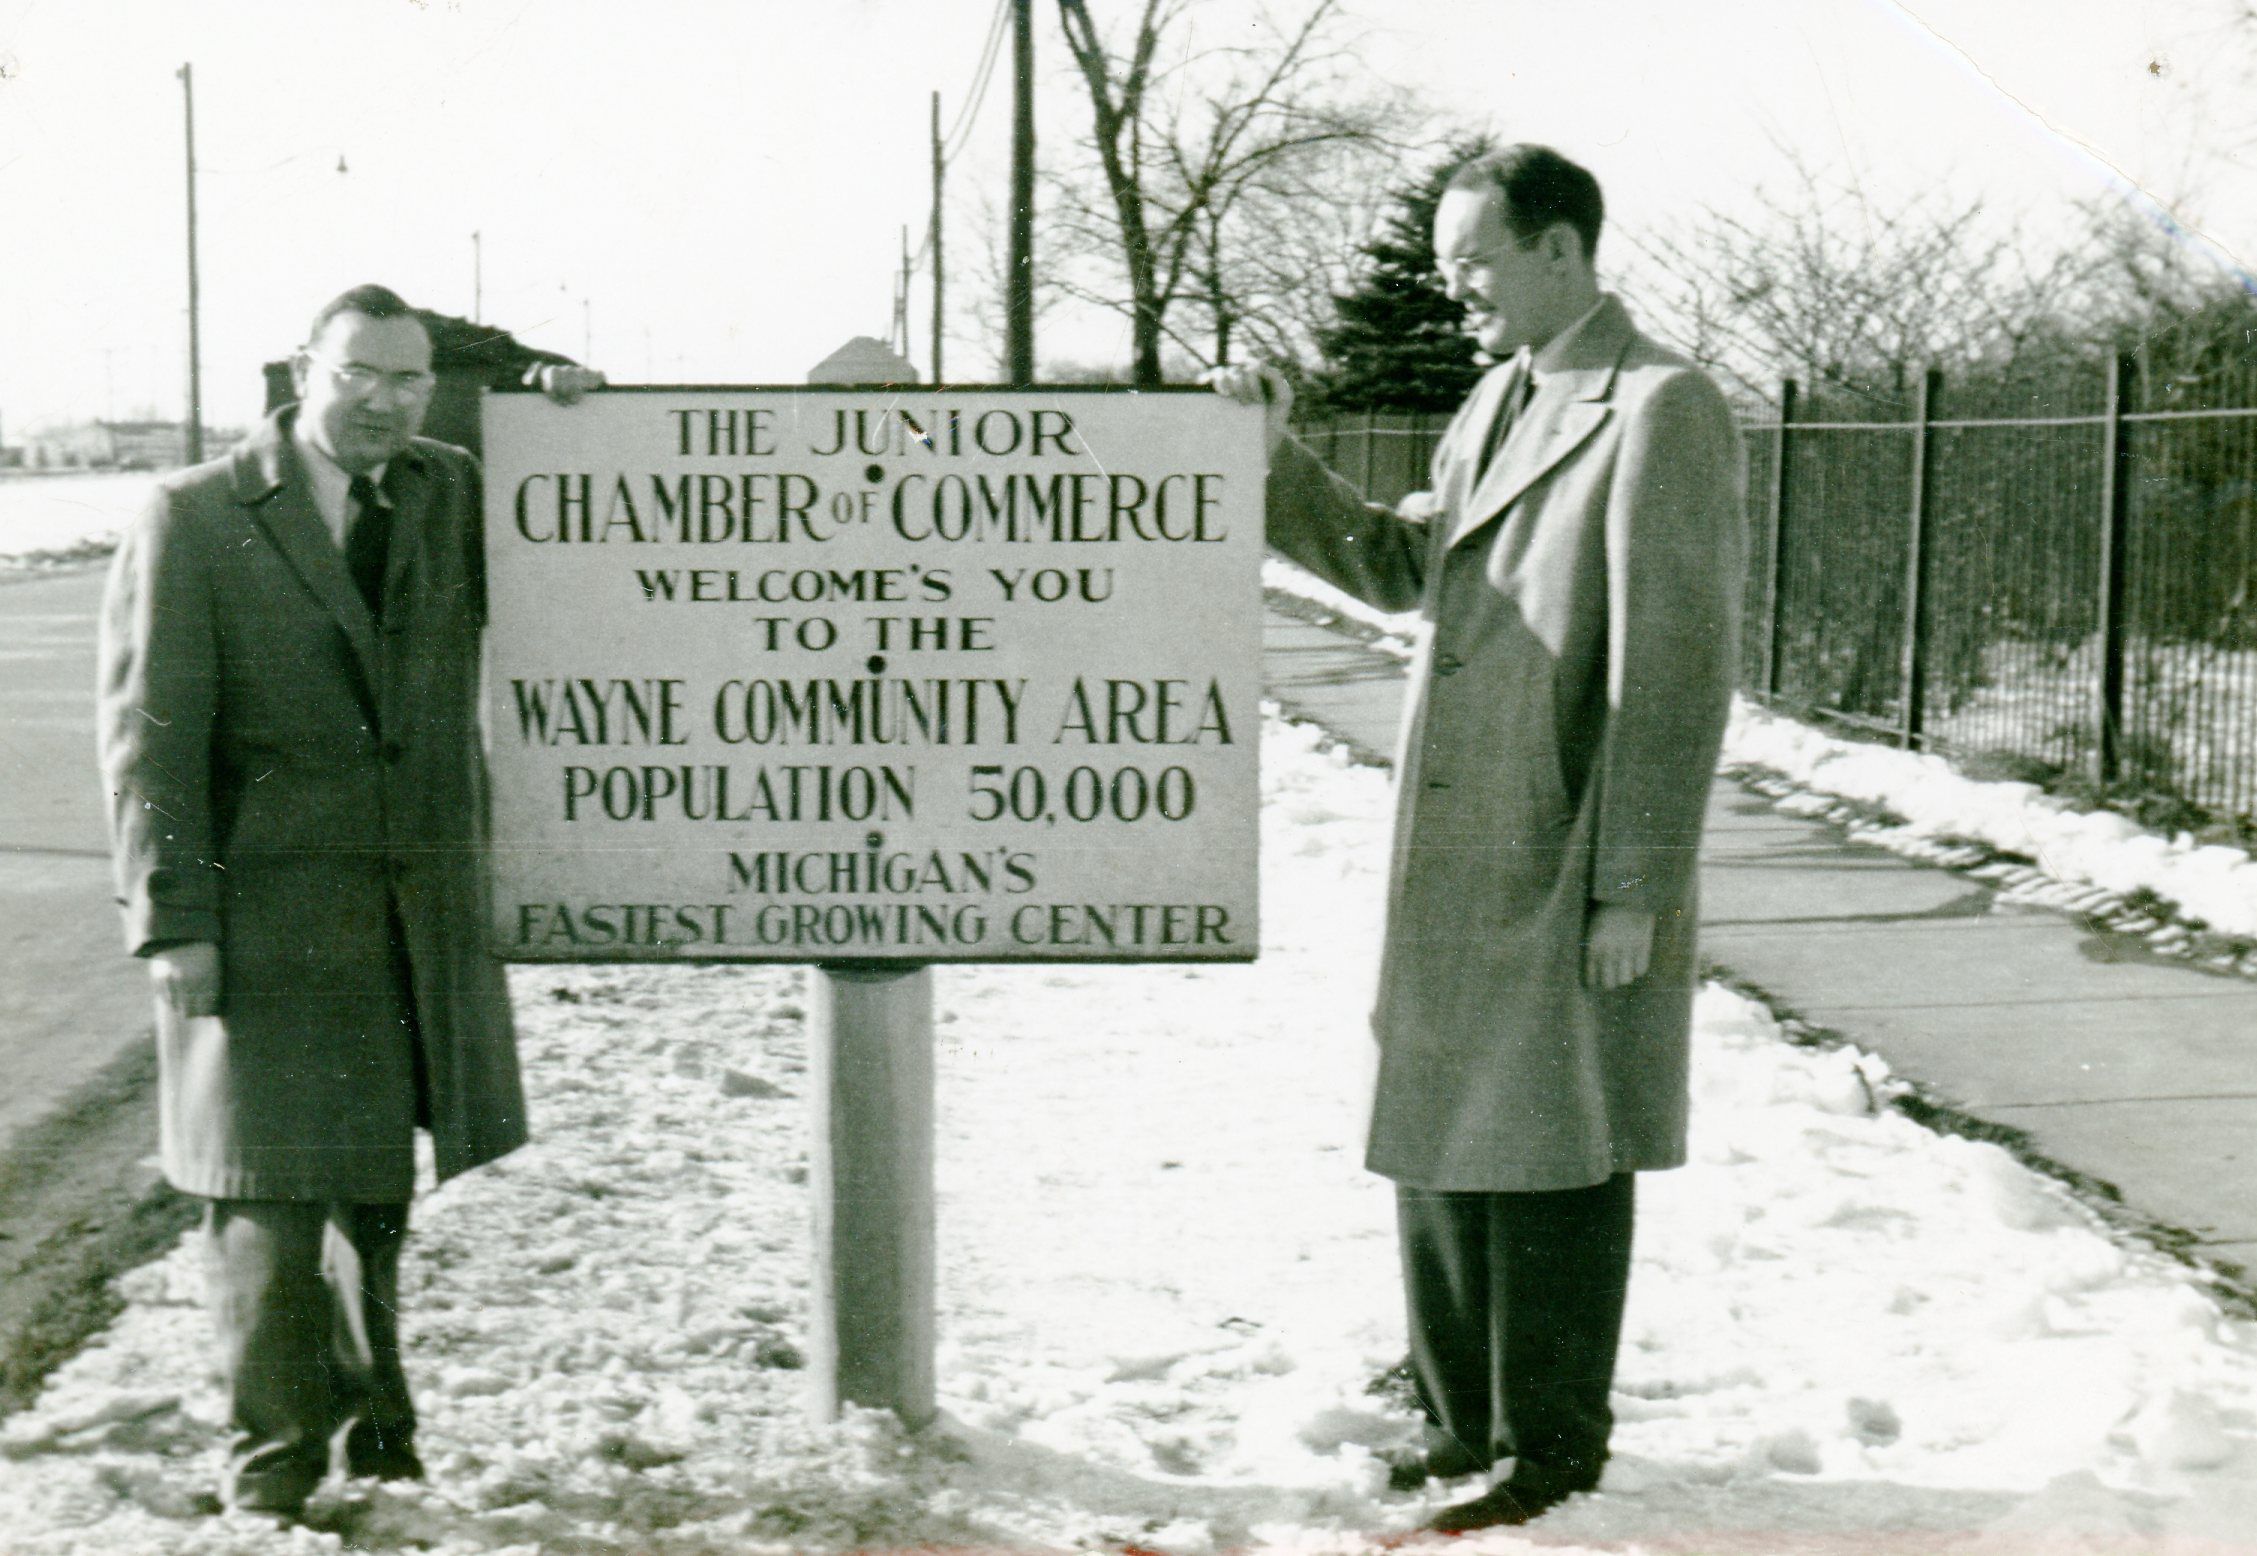 THE JUNIOR
CHAMBER OF COMMERCE
WELCOME'S YOU
TO THE
WAYNE COMMUNITY AREA
POPULATION 50,000
MICHIGAN'S
FASTEST GROWING CENTER